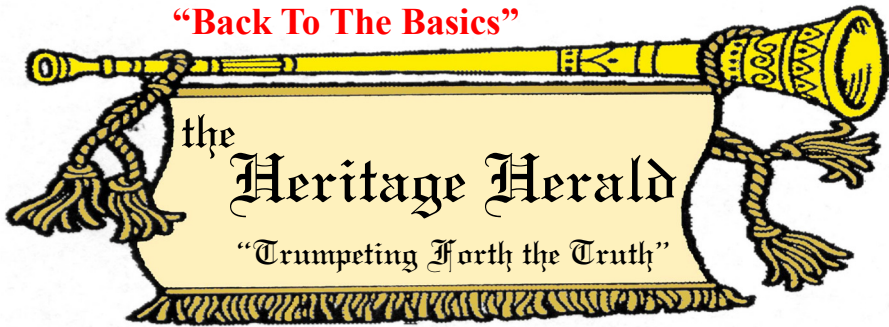 “Back To The Basics”
the
Heritage Herald
“Trumpeting Forth the Truth”